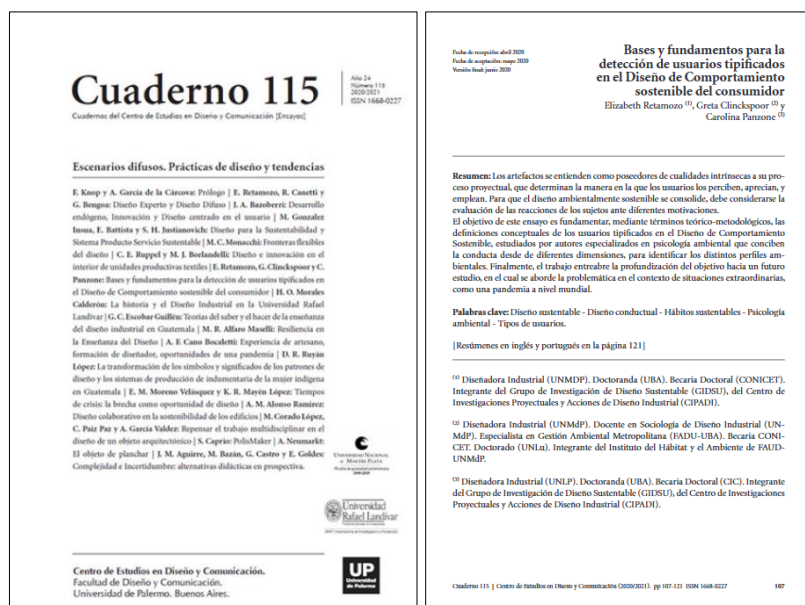 Cuaderno 115
Año 24
Número 115
2020/2021
ISSN 1668-0227
Cuadernos del Centro de Estudios en Diseño y Comunicación [Ensayos]
Escenarios difusos. Prácticas de diseño y tendencias
F. Knop y A. García de la Cárcova: Prólogo | E. Retamozo, R. Canetti y
G. Bengoa: Diseño Experto y Diseño Difuso | J. A. Bazoberri: Desarrollo
endógeno, Innovación y Diseño centrado en el usuario | M. Gonzalez
Insua, E. Battista y S. H. Justianovich: Diseño para la Sustentabilidad y
Sistema Producto Servicio Sustentable | M. C. Monacchi: Fronteras flexibles
del diseño | C. E. Ruppel y M. J. Borlandelli: Diseño e innovación en el
interior de unidades productivas textiles | E. Retamozo, G. Clinckspoor y C.
Panzone: Bases y fundamentos para la detección de usuarios tipificados en
el Diseño de Comportamiento sostenible del consumidor | H. O. Morales
Calderón: La historia y el Diseño Industrial en la Universidad Rafael
Landívar | G. C. Escobar Guillén: Teorías del saber y el hacer de la enseñanza
del diseño industrial en Guatemala | M. R. Alfaro Maselli: Resiliencia en
la Enseñanza del Diseño | A. F. Cano Bocaletti: Experiencia de artesano,
formación de diseñador, oportunidades de una pandemia | D. R. Ruyán
López: La transformación de los símbolos y significados de los patrones de
diseño y los sistemas de producción de indumentaria de la mujer indígena
en Guatemala | E. M. Moreno Velásquez y K. R. Mayén López: Tiempos
de crisis: la brecha como oportunidad de diseño | A. M. Alonso Ramírez:
Diseño colaborativo en la sostenibilidad de los edificios | M. Corado López,
C. Paiz Paz y A. García Valdez: Repensar el trabajo multidisciplinar en el
diseño de un objeto arquitectónico | S. Caprio: PolisMaker | A. Neumarkt:
El objeto de planchar | J. M. Aguirre, M. Bazán, G. Castro y E. Goldes:
Complejidad e Incertidumbre: alternativas didácticas en prospectiva.
Universidad Nacional
de Mar del Plata
Universidad
Rafael Landívar
Centro de Estudios en Diseño y Comunicación.
Facultad de Diseño y Comunicación.
Universidad de Palermo. Buenos Aires.
UP
Universidad
de Palermo
Fecha de recepción: abril 2020
Fecha de aceptación: mayo 2020
Versión final: junio 2020
Bases y fundamentos para la
detección de usuarios tipificados
en el Diseño de Comportamiento
sostenible del consumidor
Elizabeth Retamozo (1), Greta Clinckspoor (2) y
Carolina Panzone (3)
Resumen: Los artefactos se entienden como poseedores de cualidades intrínsecas a su pro-
ceso proyectual, que determinan la manera en la que los usuarios los perciben, aprecian, y
emplean. Para que el diseño ambientalmente sostenible se consolide, debe considerarse la
evaluación de las reacciones de los sujetos ante diferentes motivaciones.
El objetivo de este ensayo es fundamentar, mediante términos teórico-metodológicos, las
definiciones conceptuales de los usuarios tipificados en el Diseño de Comportamiento
Sostenible, estudiados por autores especializados en psicología ambiental que conciben
la conducta desde de diferentes dimensiones, para identificar los distintos perfiles am-
bientales. Finalmente, el trabajo entreabre la profundización del objetivo hacia un futuro
estudio, en el cual se aborde la problemática en el contexto de situaciones extraordinarias,
como una pandemia a nivel mundial.
Palabras clave: Diseño sustentable - Diseño conductual - Hábitos sustentables - Psicología
ambiental - Tipos de usuarios.
[Resúmenes en inglés y portugués en la página 121]
(1) Diseñadora Industrial (UNMDP). Doctoranda (UBA). Becaria Doctoral (CONICET).
Integrante del Grupo de Investigación de Diseño Sustentable (GIDSU), del Centro de
Investigaciones Proyectuales y Acciones de Diseño Industrial (CIPADI).
(2) Diseñadora Industrial (UNMdP). Docente en Sociología de Diseño Industrial (UN-
MdP). Especialista en Gestión Ambiental Metropolitana (FADU-UBA). Becaria CONI-
CET. Doctorado (UNLu). Integrante del Instituto del Hábitat y el Ambiente de FAUD-
UNMdP.
(3) Diseñadora Industrial (UNLP). Doctoranda (UBA). Becaria Doctoral (CIC). Integrante
del Grupo de Investigación de Diseño Sustentable (GIDSU), del Centro de Investigaciones
Proyectuales y Acciones de Diseño Industrial (CIPADI).
Cuaderno 115 | Centro de Estudios en Diseño y Comunicación (2020/2021). pp 107-121 ISSN 1668-0227
107